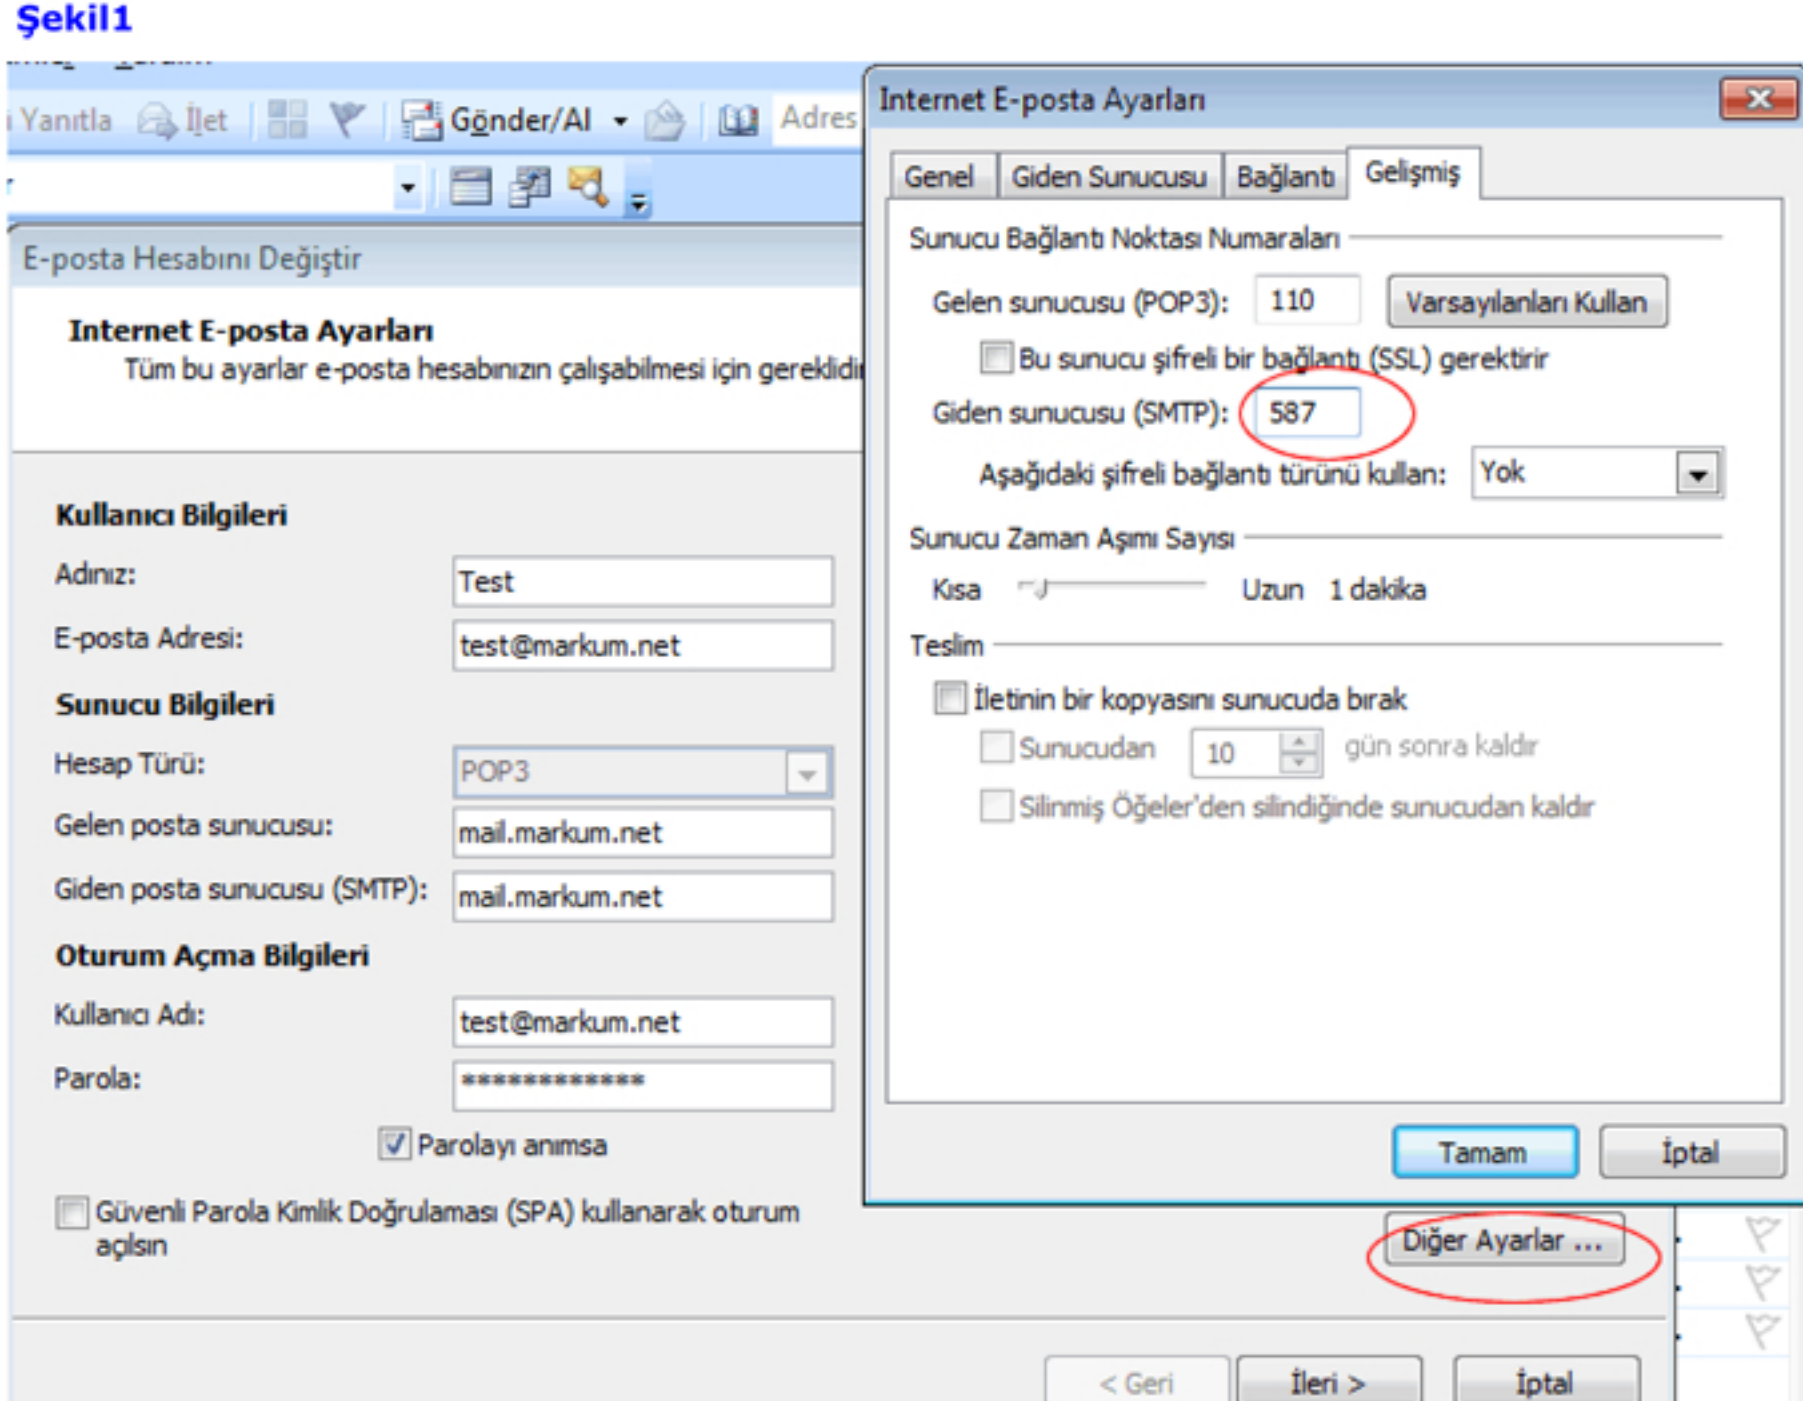 Şekil1
Yanıtla İlet Gönder/Al Adres
E-posta Hesabını Değiştir
Internet E-posta Ayarları
Tüm bu ayarlar e-posta hesabınızın çalışabilmesi için
Kullanıcı Bilgileri
Adınız: Test
E-posta Adresi: test@markum.net
Sunucu Bilgileri
Hesap Türü: POP3
Gelen posta sunucusu: mail.markum.net
Giden posta sunucusu (SMTP): mail.markum.net
Oturum Açma Bilgileri
Kullanıcı Adı: test@markum.net
Parola: ************
Parolayı anımsa
Güvenli Parola Kimlik Doğrulaması (SPA) kullanarak oturum
açılsın
Diğer Ayarlar ...
< Geri İleri > İptal
Internet E-posta Ayarları
Genel Giden Sunucusu Bağlantı Gelişmiş
Sunucu Bağlantı Noktası Numaraları
Gelen sunucusu (POP3): 110 Varsayılanları Kullan
Bu sunucu şifreli bir bağlantı (SSL) gerektirir
Giden sunucusu (SMTP): 587
Aşağıdaki şifreli bağlantı türünü kullan: Yok
Sunucu Zaman Aşımı Sayısı
Kısa Uzun 1 dakika
Teslim
İletinin bir kopyasını sunucuda bırak
Sunucudan 10 gün sonra kaldır
Silinmiş Öğeler'den silindiğinde sunucudan kaldır
Tamam İptal